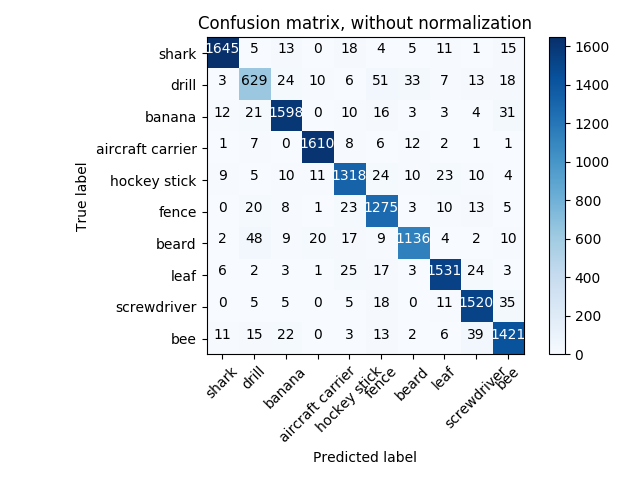 Confusion matrix, without normalization
shark 1645 5 13 0 18 4 5 11 1 15
drill 3 629 24 10 6 51 33 7 13 18
banana 12 21 1598 0 10 16 3 3 4 31
aircraft carrier 1 7 0 1610 8 6 12 2 1 1
hockey stick 9 5 10 11 1318 24 10 23 10 4
fence 0 20 8 1 23 1275 3 10 13 5
beard 2 48 9 20 17 9 1136 4 2 10
leaf 6 2 3 1 25 17 3 1531 24 3
screwdriver 0 5 5 0 5 18 0 11 1520 35
bee 11 15 22 0 3 13 2 6 39 1421
True label
shark drill banana aircraft carrier hockey stick fence beard leaf screwdriver bee
Predicted label
1600
1400
1200
1000
800
600
400
200
0